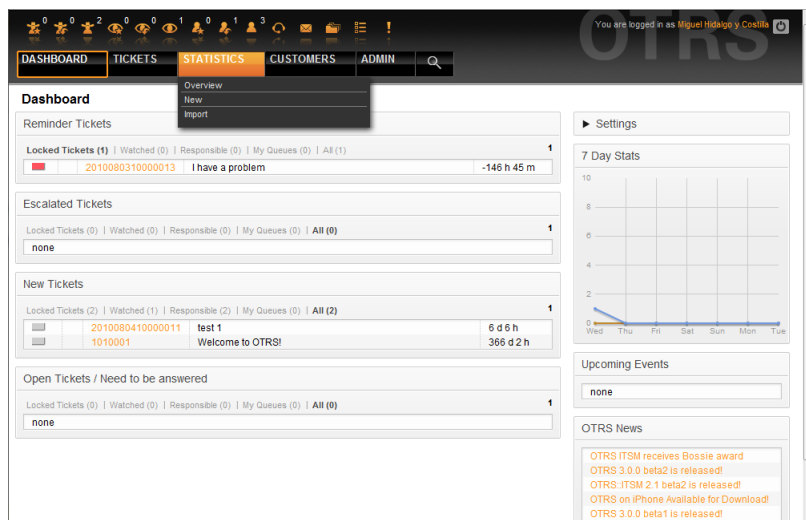 0 0 2 0 0 1 0 1 3
You are logged in as Miguel Hidalgo y Costilla
OTRS
DASHBOARD TICKETS STATISTICS CUSTOMERS ADMIN
Overview
New
Import
Dashboard
Reminder Tickets
Locked Tickets (1) | Watched (0) | Responsible (0) | My Queues (0) | All (1) 1
2010080310000013 I have a problem -146 h 45 m
Escalated Tickets
Locked Tickets (0) | Watched (0) | Responsible (0) | My Queues (0) | All (0) 1
none
New Tickets
Locked Tickets (2) | Watched (1) | Responsible (2) | My Queues (0) | All (2) 1
2010080410000011 test 1 6 d 6 h
1010001 Welcome to OTRS! 366 d 2 h
Open Tickets / Need to be answered
Locked Tickets (0) | Watched (0) | Responsible (0) | My Queues (0) | All (0) 1
none
Settings
7 Day Stats
10
8
6
4
2
0
Wed Thu Fri Sat Sun Mon Tue
Upcoming Events
none
OTRS News
OTRS ITSM receives Bossie award
OTRS 3.0.0 beta2 is released!
OTRS::ITSM 2.1 beta2 is released!
OTRS on iPhone Available for Download!
OTRS 3.0.0 beta1 is released!